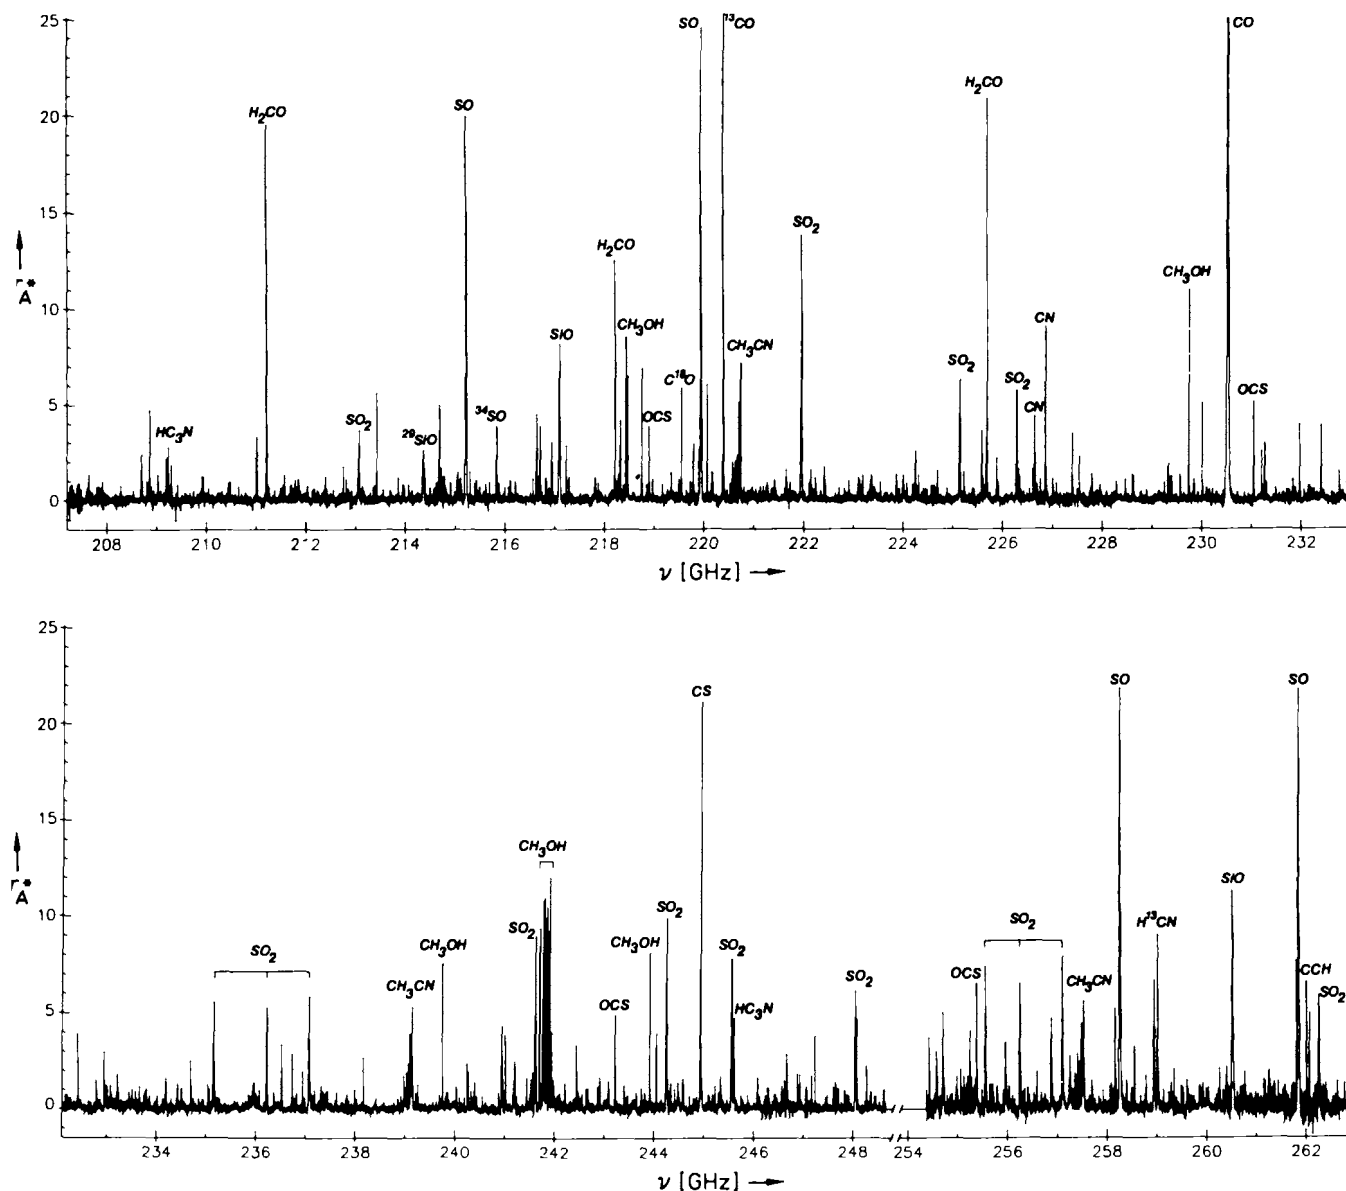 25
20
15
10
5
0
T_A*
H₂CO
SO
SO
¹³CO
CO
H₂CO
SO₂
H₂CO
CH₃OH
SiO
CH₃OH
CN
CH₃CN
C¹⁸O
SO₂
SO₂
OCS
CN
OCS
³⁴SO
SO₂
²⁹SiO
HC₃N
208 210 212 214 216 218 220 222 224 226 228 230 232
ν [GHz]
25
20
15
10
5
0
T_A*
CS
SO
SO
CH₃OH
SiO
SO₂
SO₂
H¹³CN
SO₂
CH₃OH
CH₃OH
SO₂
SO₂
SO₂
OCS
CH₃CN
CCH
CH₃CN
OCS
HC₃N
SO₂
234 236 238 240 242 244 246 248 254 256 258 260 262
ν [GHz]